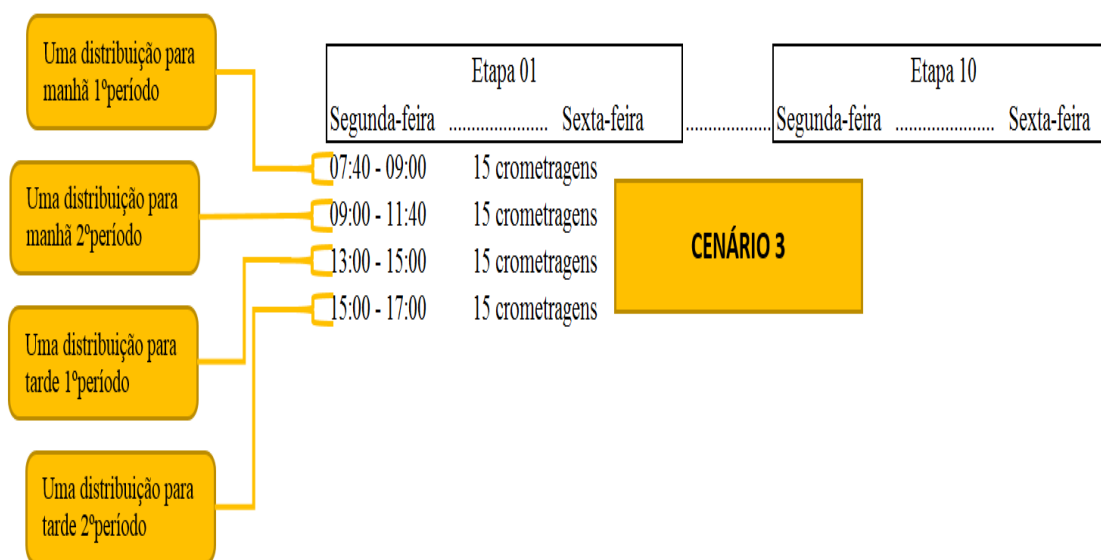 Uma distribuição para
manhã 1ºperíodo
Etapa 01
Segunda-feira ...................... Sexta-feira
...................
Etapa 10
Segunda-feira ...................... Sexta-feira
Uma distribuição para
manhã 2ºperíodo
07:40 - 09:00 15 crometragens
09:00 - 11:40 15 crometragens
13:00 - 15:00 15 crometragens
15:00 - 17:00 15 crometragens
CENÁRIO 3
Uma distribuição para
tarde 1ºperíodo
Uma distribuição para
tarde 2ºperíodo